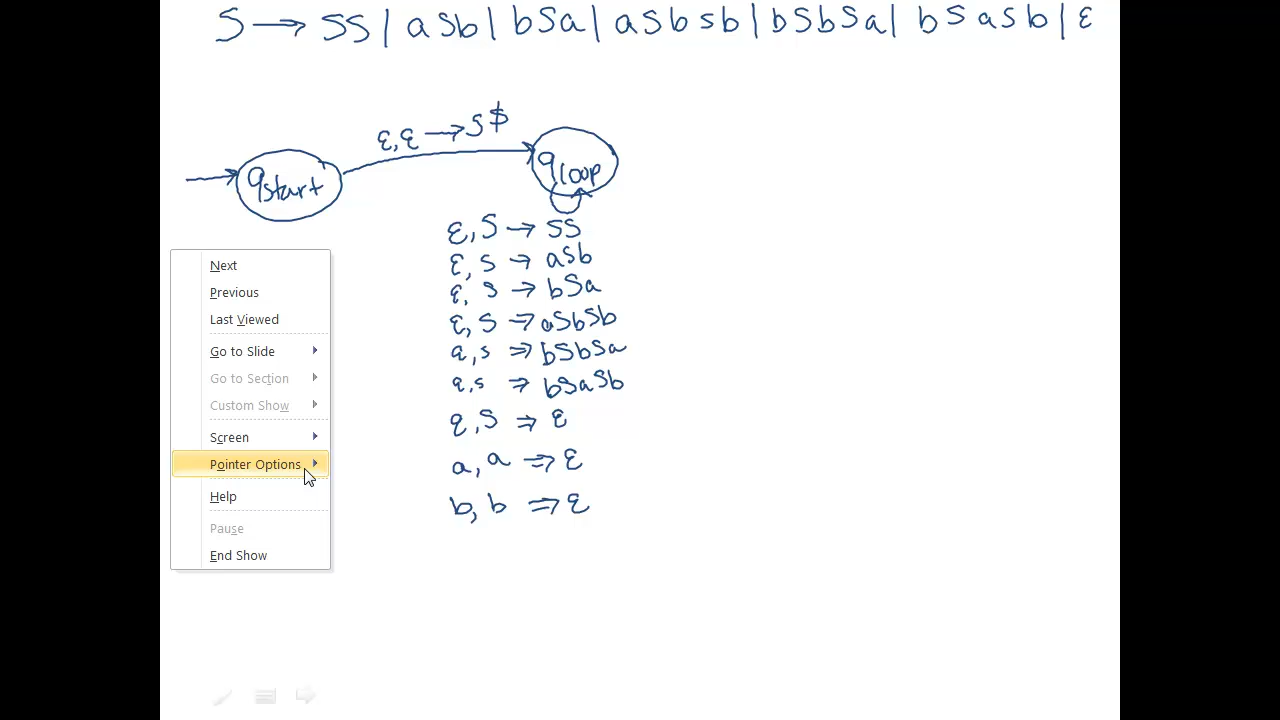 S → SS | aSb | bSa | aSbSb | bSbSa | bSaSb | ε
ε,ε → S$
qstart
qloop
ε, S → SS
ε, S → aSb
ε, S → bSa
ε, S → aSbSb
ε, S → bSbSa
ε, S → bSaSb
ε, S → ε
a, a → ε
b, b → ε
Next
Previous
Last Viewed
Go to Slide
Go to Section
Custom Show
Screen
Pointer Options
Help
Pause
End Show